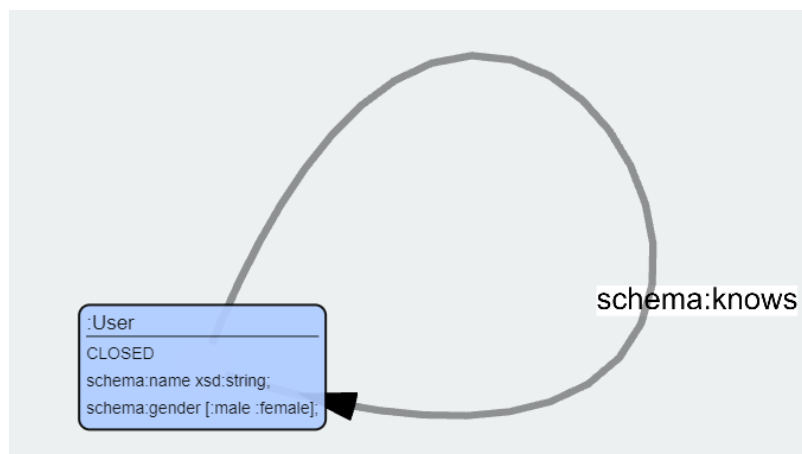 :User
CLOSED
schema:name xsd:string;
schema:gender [:male :female];
schema:knows